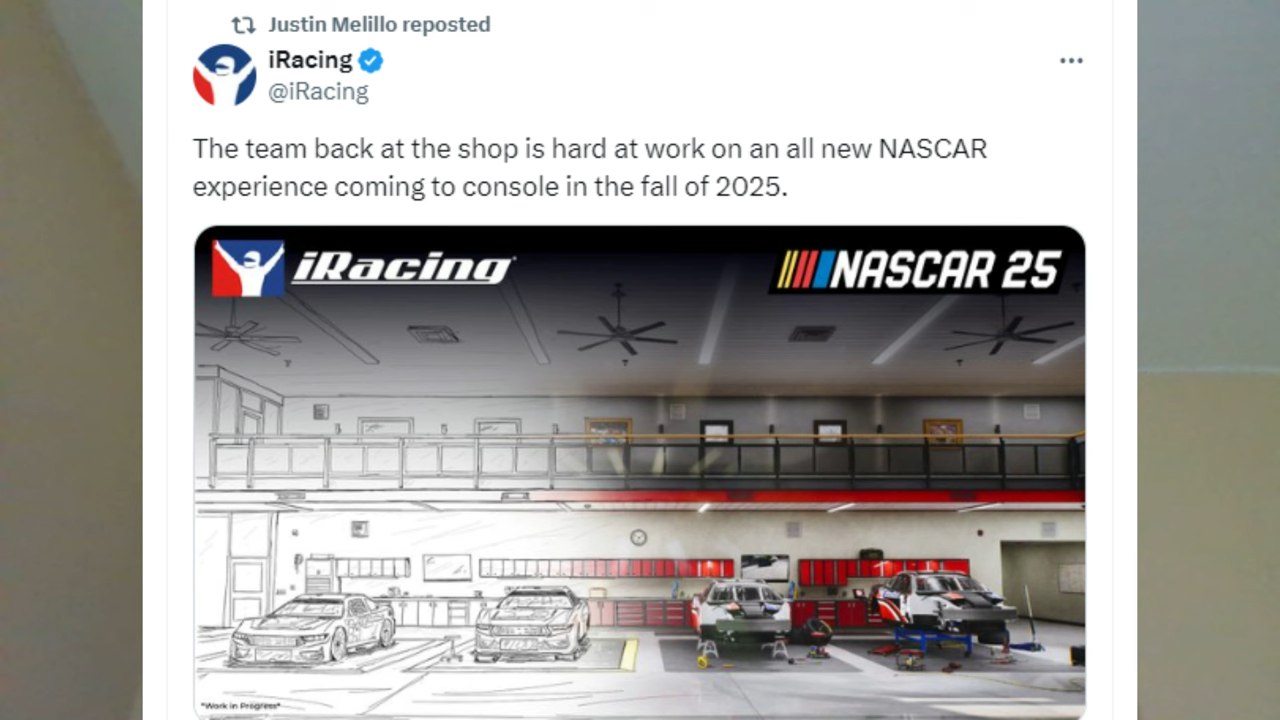 Justin Melillo reposted
iRacing
@iRacing
The team back at the shop is hard at work on an all new NASCAR
experience coming to console in the fall of 2025.
iRacing NASCAR 25
*Work in Progress*